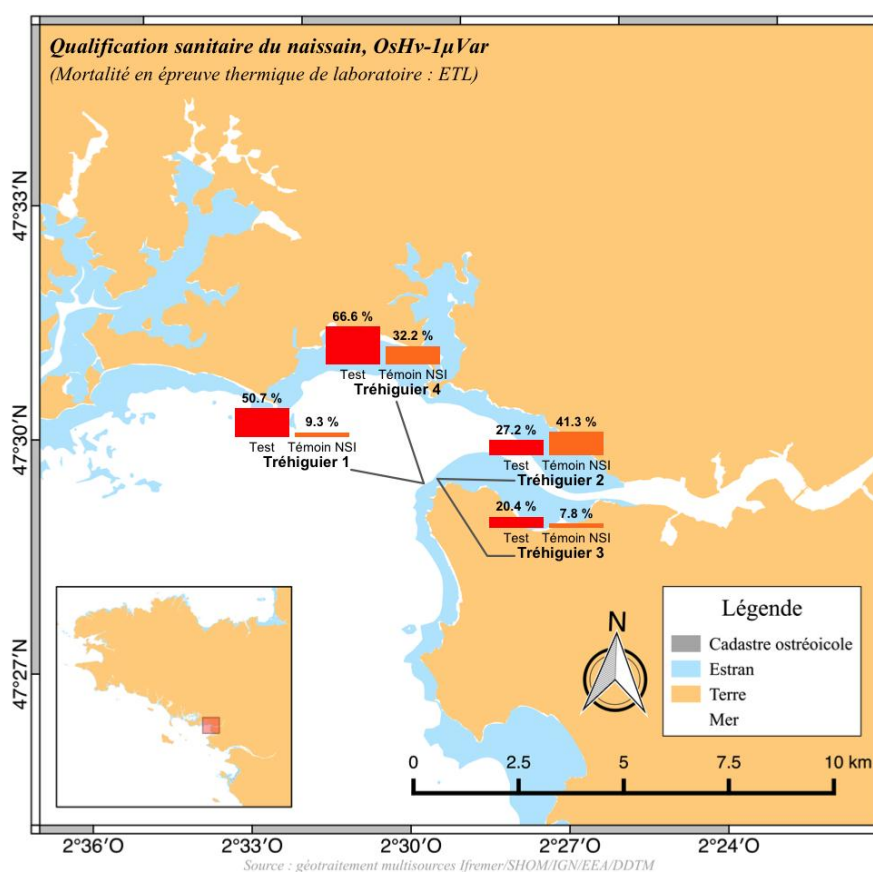 Qualification sanitaire du naissain, OsHv-1µVar
(Mortalité en épreuve thermique de laboratoire : ETL)
47°33'N
66.6 %
32.2 %
Test
Témoin NSI
Tréhiguier 4
50.7 %
9.3 %
Test
Témoin NSI
Tréhiguier 1
47°30'N
27.2 %
41.3 %
Test
Témoin NSI
Tréhiguier 2
20.4 %
7.8 %
Test
Témoin NSI
Tréhiguier 3
47°27'N
N
Légende
Cadastre ostréoicole
Estran
Terre
Mer
0
2.5
5
7.5
10 km
2°36'O
2°33'O
2°30'O
2°27'O
2°24'O
Source : géotraitement multisources Ifremer/SHOM/IGN/EEA/DDTM